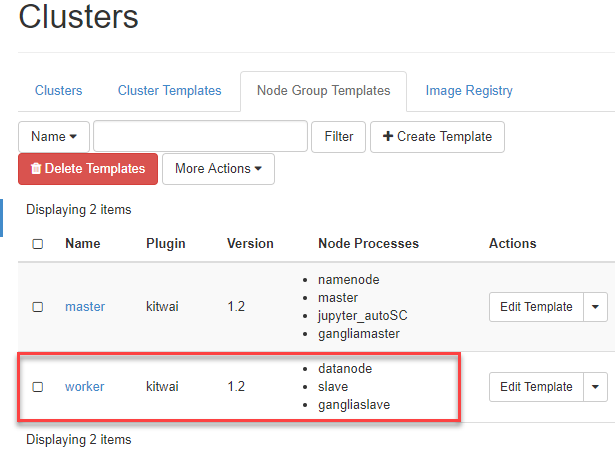 Clusters
Clusters Cluster Templates Node Group Templates Image Registry
Name Filter Create Template
Delete Templates More Actions
Displaying 2 items
Name Plugin Version Node Processes Actions
namenode
master
master kitwai 1.2 Edit Template
jupyter_autoSC
gangliamaster
datanode
worker kitwai 1.2 slave Edit Template
gangliaslave
Displaying 2 items